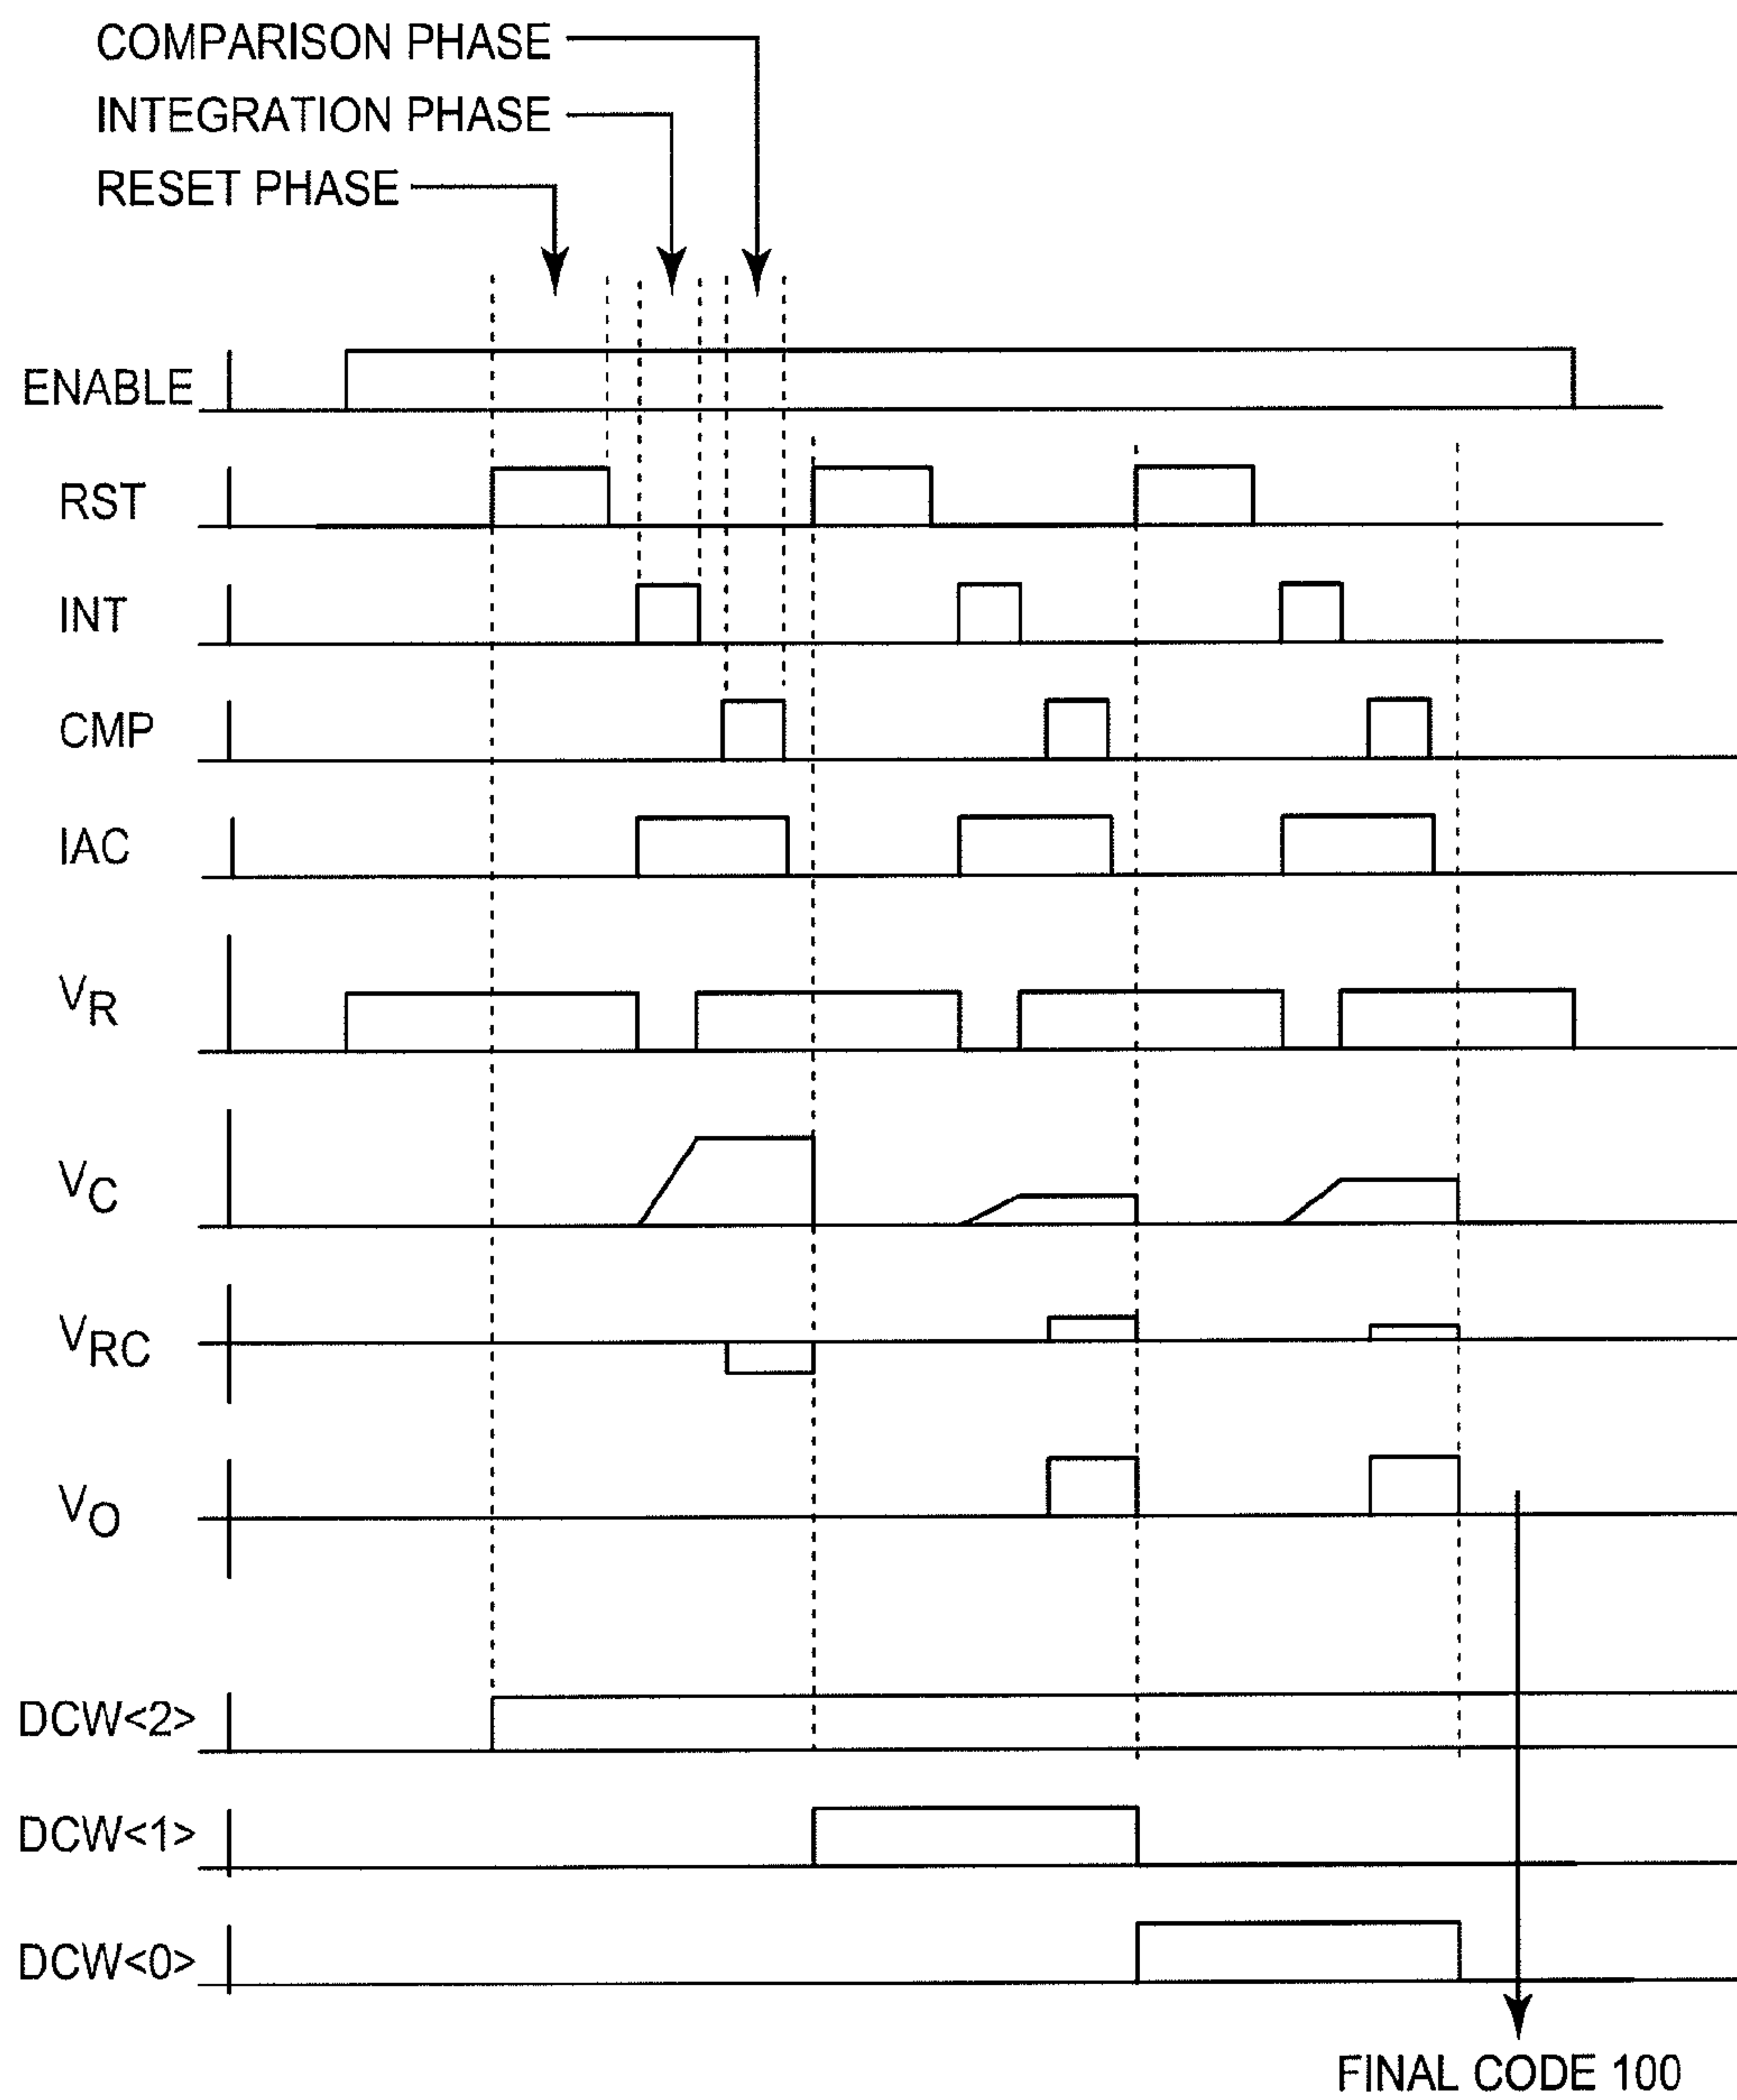 COMPARISON PHASE
INTEGRATION PHASE
RESET PHASE
ENABLE
RST
INT
CMP
IAC
VR
VC
VRC
VO
DCW<2>
DCW<1>
DCW<0>
FINAL CODE 100